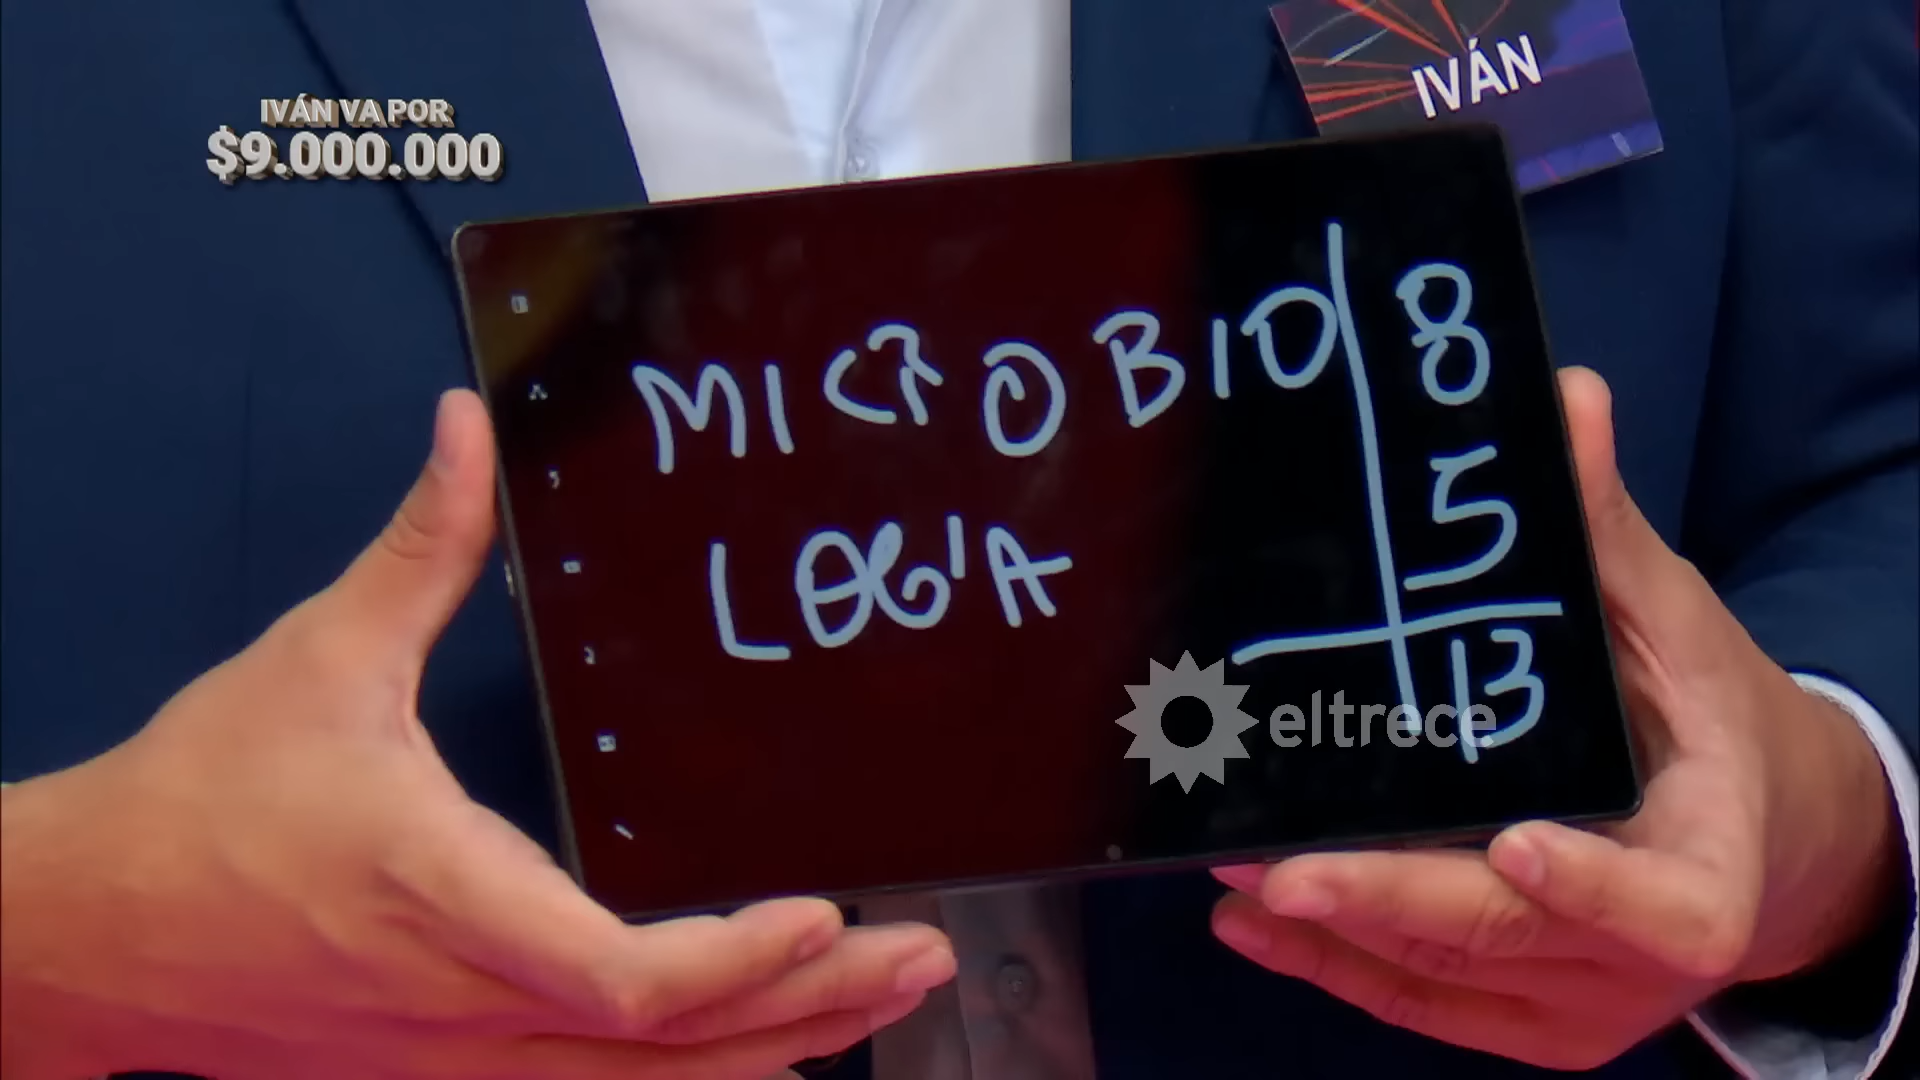 IVÁN VA POR
$9.000.000
IVÁN
MICROBIO 8
LOGIA 5
13
eltrece